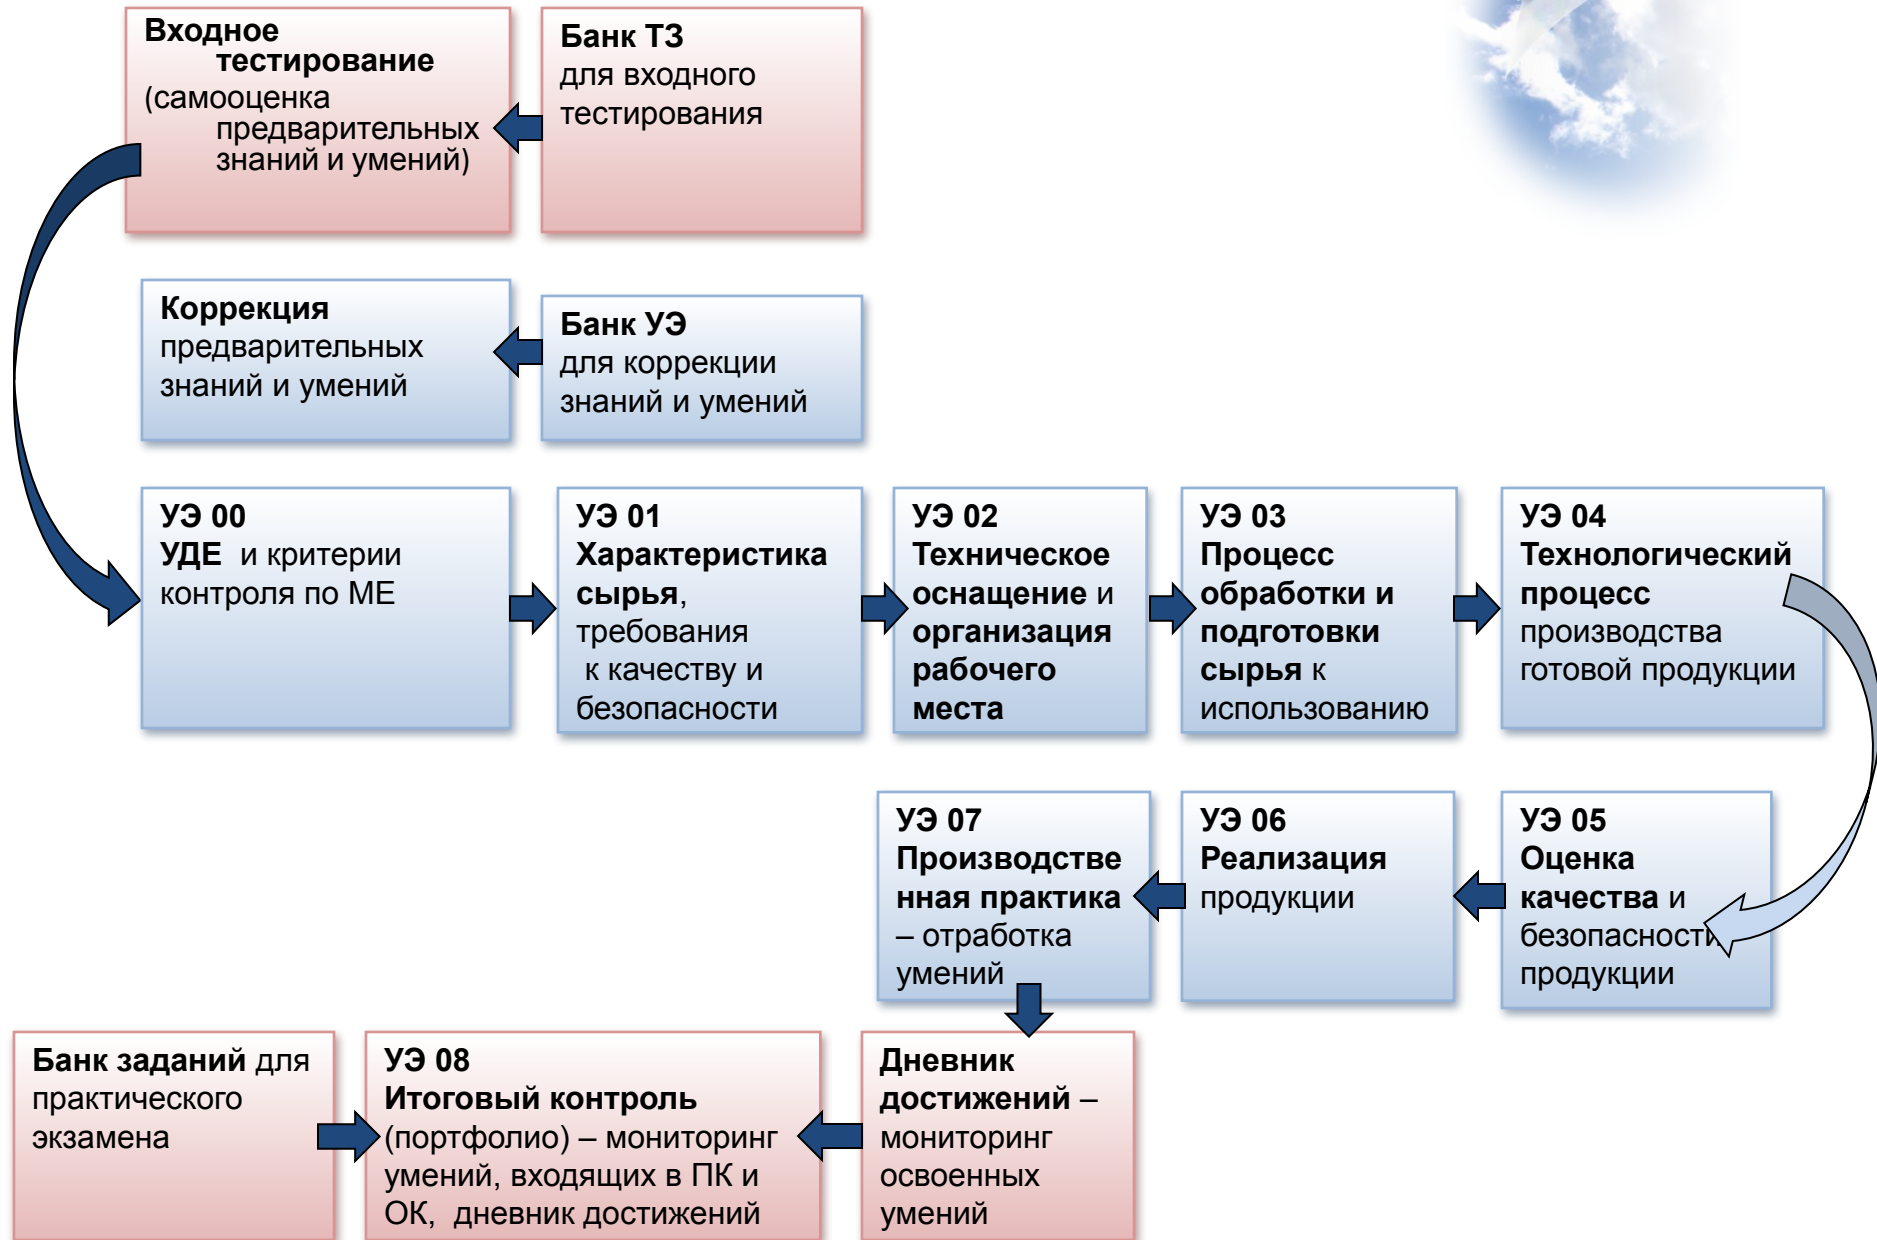 Входное
тестирование
(самооценка
предварительных
знаний и умений)
Банк ТЗ
для входного
тестирования
Коррекция
предварительных
знаний и умений
Банк УЭ
для коррекции
знаний и умений
УЭ 00
УДЕ и критерии
контроля по МЕ
УЭ 01
Характеристика
сырья,
требования
к качеству и
безопасности
УЭ 02
Техническое
оснащение и
организация
рабочего
места
УЭ 03
Процесс
обработки и
подготовки
сырья к
использованию
УЭ 04
Технологический
процесс
производства
готовой продукции
УЭ 07
Производстве
нная практика
– отработка
умений
УЭ 06
Реализация
продукции
УЭ 05
Оценка
качества и
безопасности
продукции
Банк заданий для
практического
экзамена
УЭ 08
Итоговый контроль
(портфолио) – мониторинг
умений, входящих в ПК и
ОК, дневник достижений
Дневник
достижений –
мониторинг
освоенных
умений